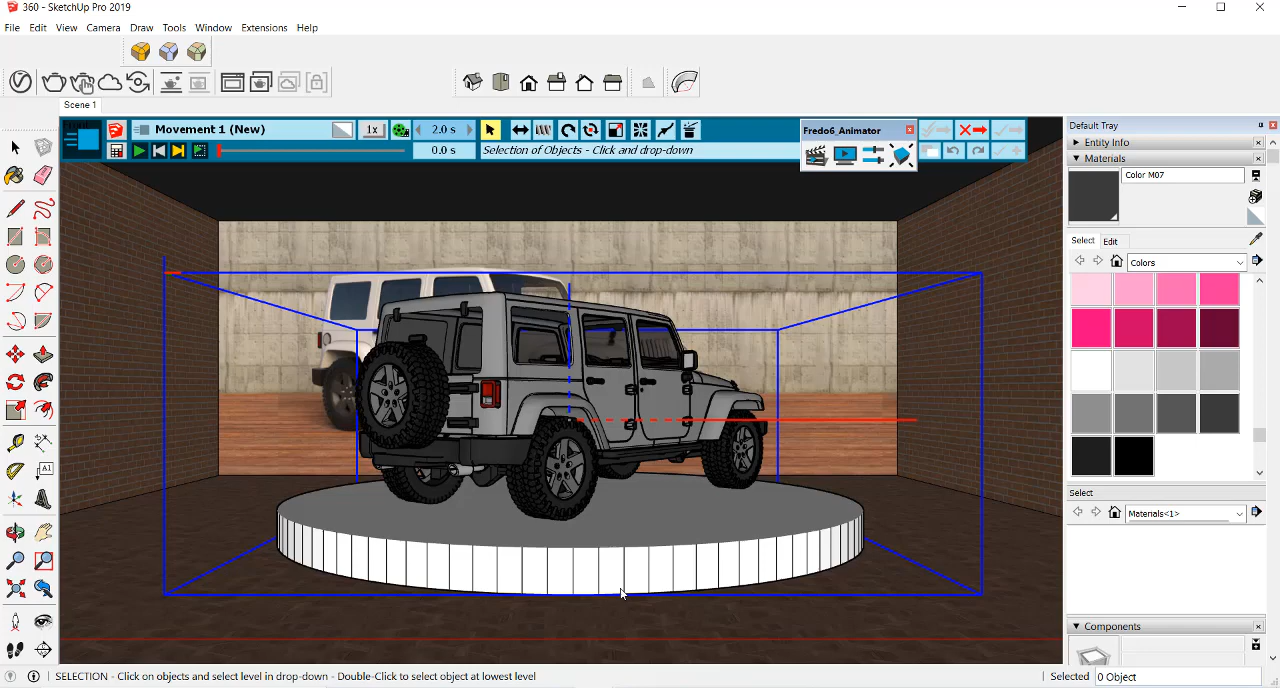 360 - SketchUp Pro 2019
File Edit View Camera Draw Tools Window Extensions Help
Scene 1
Movement 1 (New)
1x
2.0 s
0.0 s
Selection of Objects - Click and drop-down
Fredo6_Animator
Default Tray
Entity Info
Materials
Color M07
Select Edit
Colors
Select
Materials<1>
Components
A1
SELECTION - Click on objects and select level in drop-down - Double-Click to select object at lowest level
Selected 0 Object